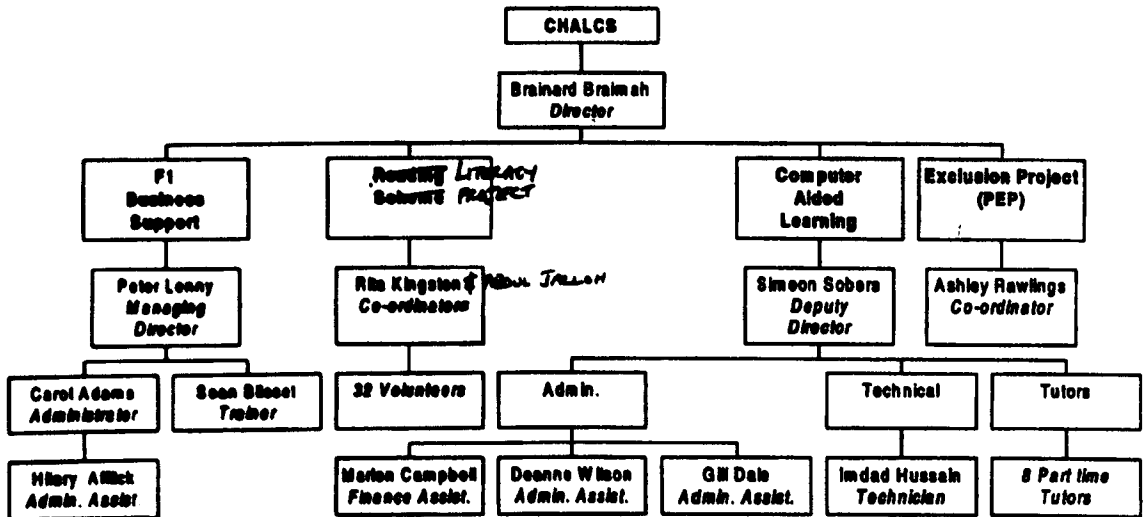 CHALCS
Brainard Braimah
Director
F1
Business
Support
Reading LITERACY
Scheme PROJECT
Computer
Aided
Learning
Exclusion Project
(PEP)
Peter Lenny
Managing
Director
Rita Kingston & ABDUL JALLOH
Co-ordinators
Simeon Sobers
Deputy
Director
Ashley Rawlings
Co-ordinator
Carol Adams
Administrator
Sean
Trainer
32 Volunteers
Admin.
Technical
Tutors
Hilary Afflick
Admin. Assist
Marion Campbell
Finance Assist.
Deanne Wilson
Admin. Assist.
Gill Dale
Admin. Assist.
Imdad Hussain
Technician
8 Part time
Tutors